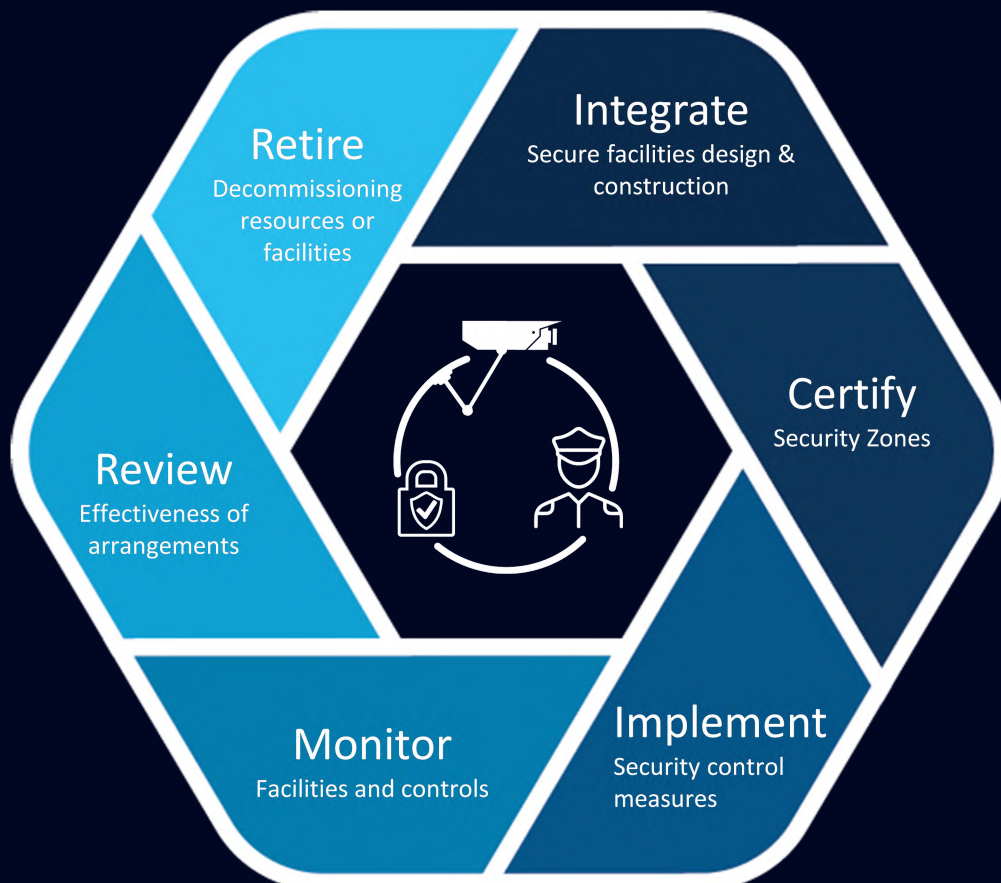 Integrate
Secure facilities design &
construction
Certify
Security Zones
Implement
Security control
measures
Monitor
Facilities and controls
Review
Effectiveness of
arrangements
Retire
Decommissioning
resources or
facilities